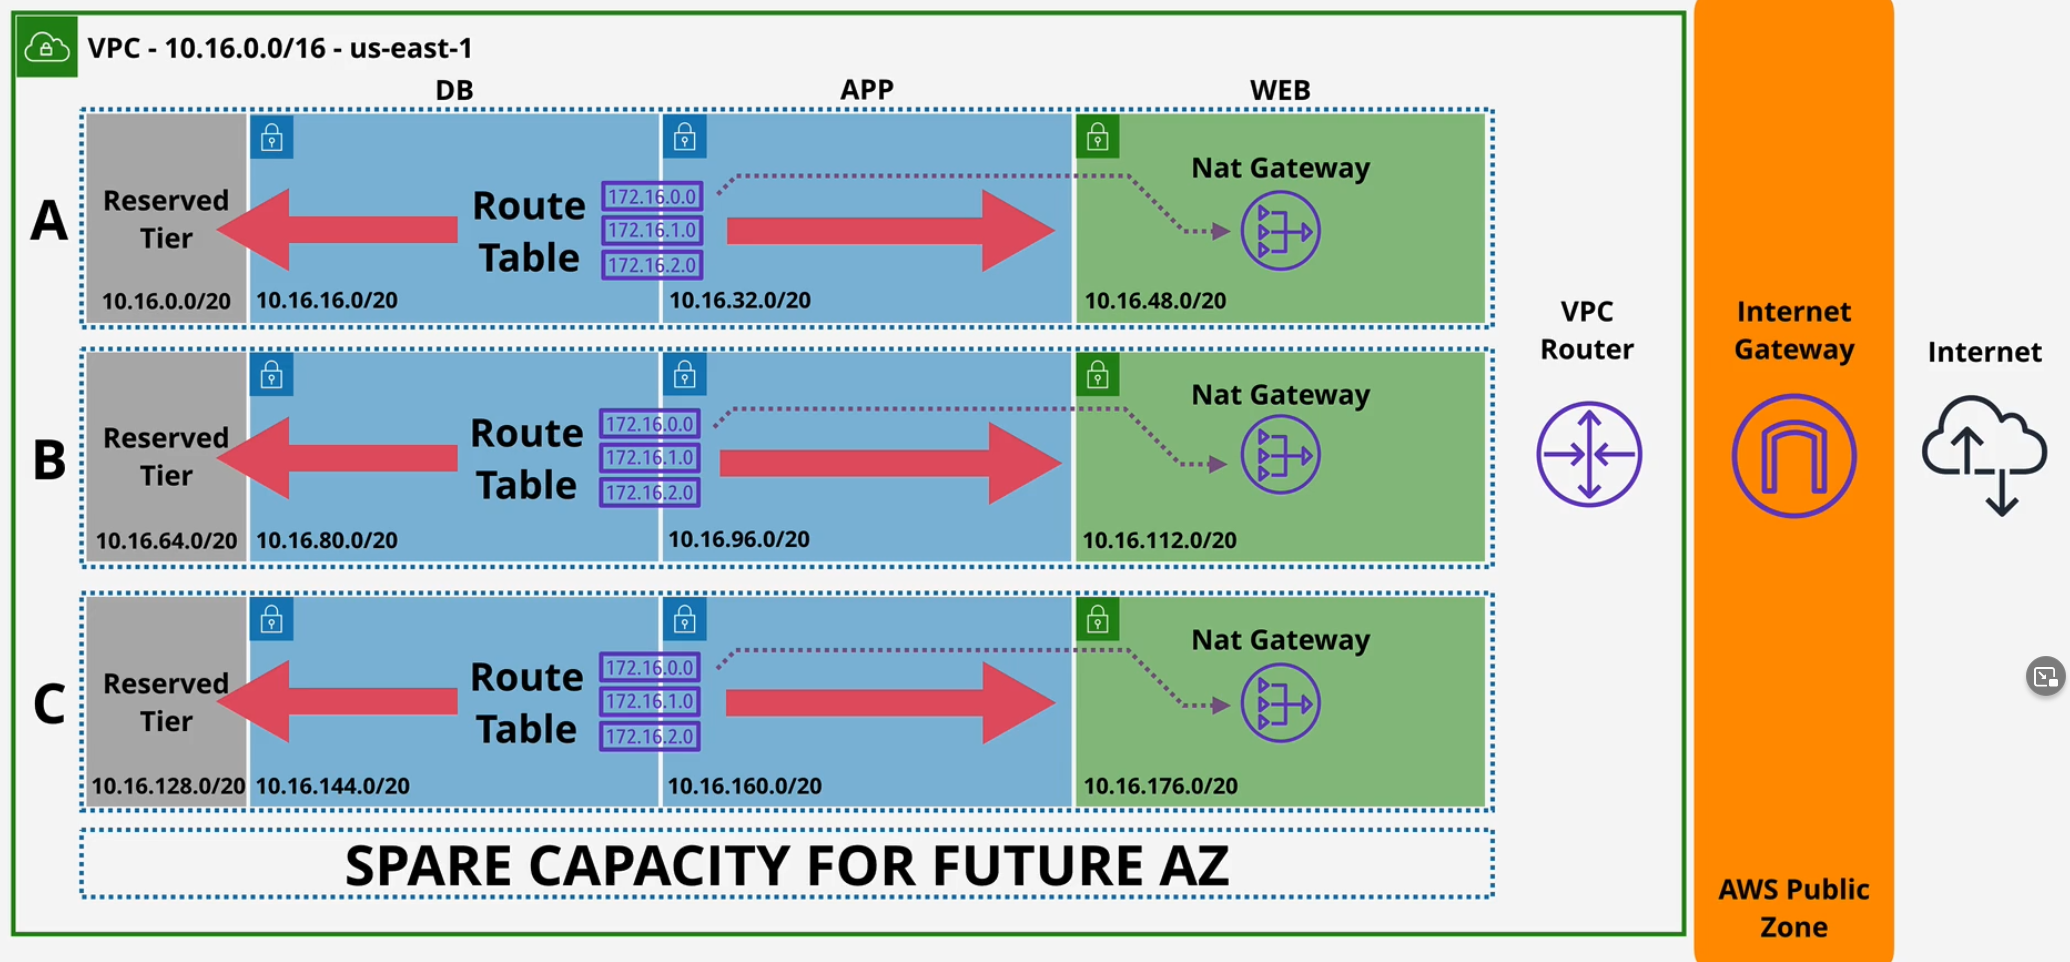 VPC - 10.16.0.0/16 - us-east-1
DB
APP
WEB
A
Reserved
Tier
10.16.0.0/20
Route
Table
172.16.0.0
172.16.1.0
172.16.2.0
10.16.16.0/20
10.16.32.0/20
Nat Gateway
10.16.48.0/20
B
Reserved
Tier
10.16.64.0/20
Route
Table
172.16.0.0
172.16.1.0
172.16.2.0
10.16.80.0/20
10.16.96.0/20
Nat Gateway
10.16.112.0/20
C
Reserved
Tier
10.16.128.0/20
Route
Table
172.16.0.0
172.16.1.0
172.16.2.0
10.16.144.0/20
10.16.160.0/20
Nat Gateway
10.16.176.0/20
SPARE CAPACITY FOR FUTURE AZ
VPC
Router
Internet
Gateway
AWS Public
Zone
Internet